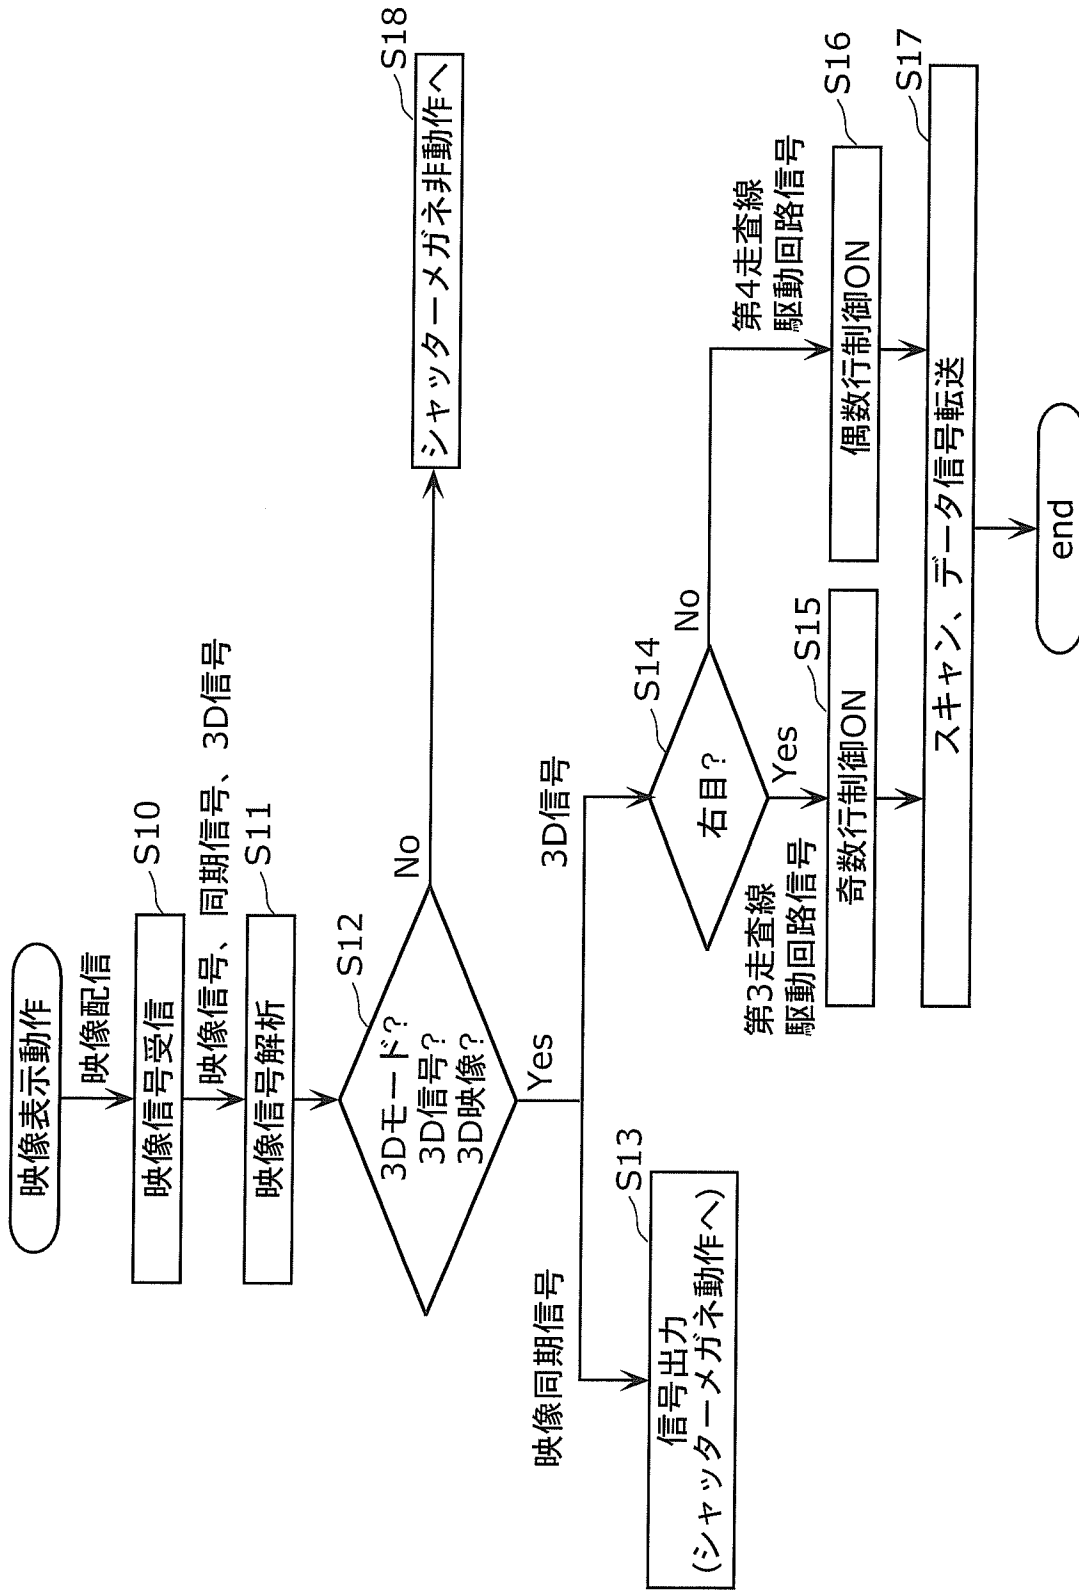 映像表示動作
映像配信
S10
映像信号受信
映像信号、同期信号、3D信号
S11
映像信号解析
S12
3Dモード?
3D信号?
3D映像?
No
S18
シャッターメガネ非動作へ
Yes
映像同期信号
3D信号
S13
信号出力
(シャッターメガネ動作へ)
S14
右目?
No
Yes
第3走査線
駆動回路信号
第4走査線
駆動回路信号
S15
奇数行制御ON
S16
偶数行制御ON
S17
スキャン、データ信号転送
end